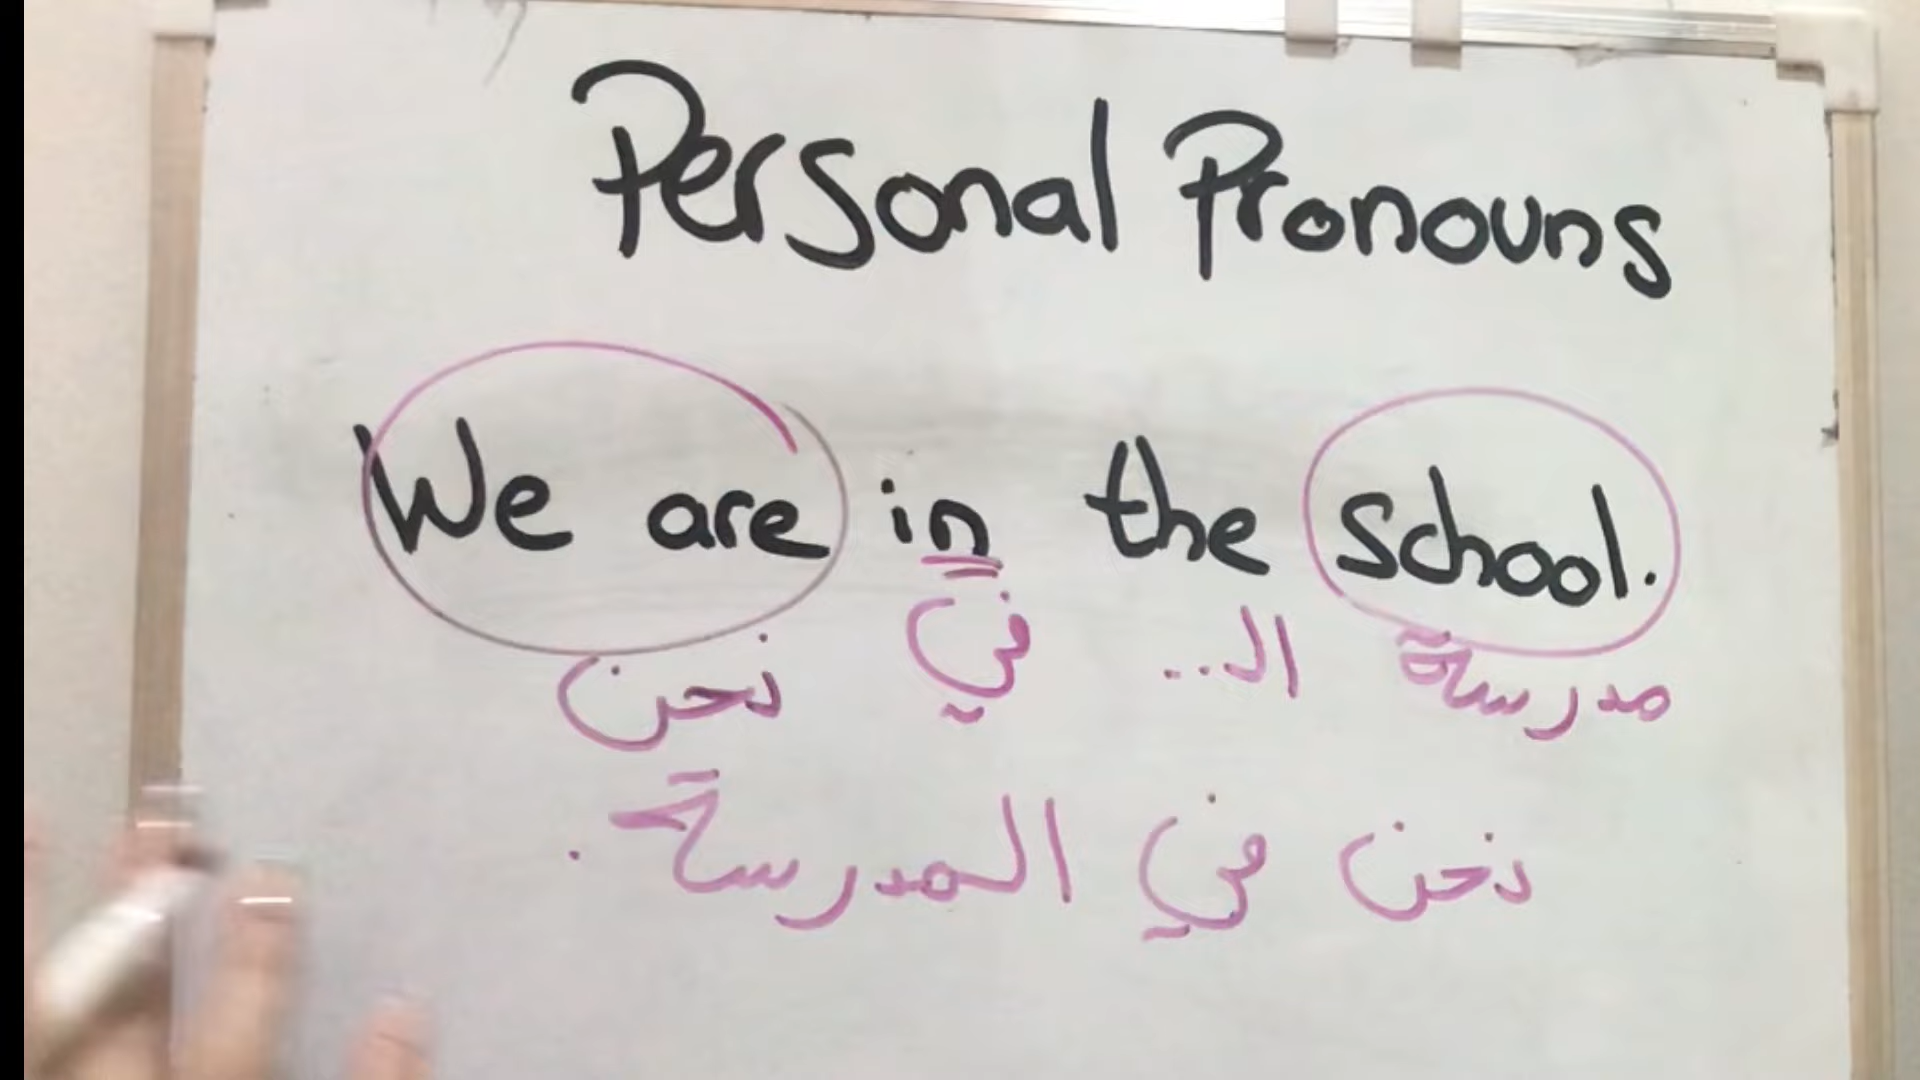 Personal Pronouns
We are in the school.
نحن في الـ.. مدرسة
نحن في المدرسة.